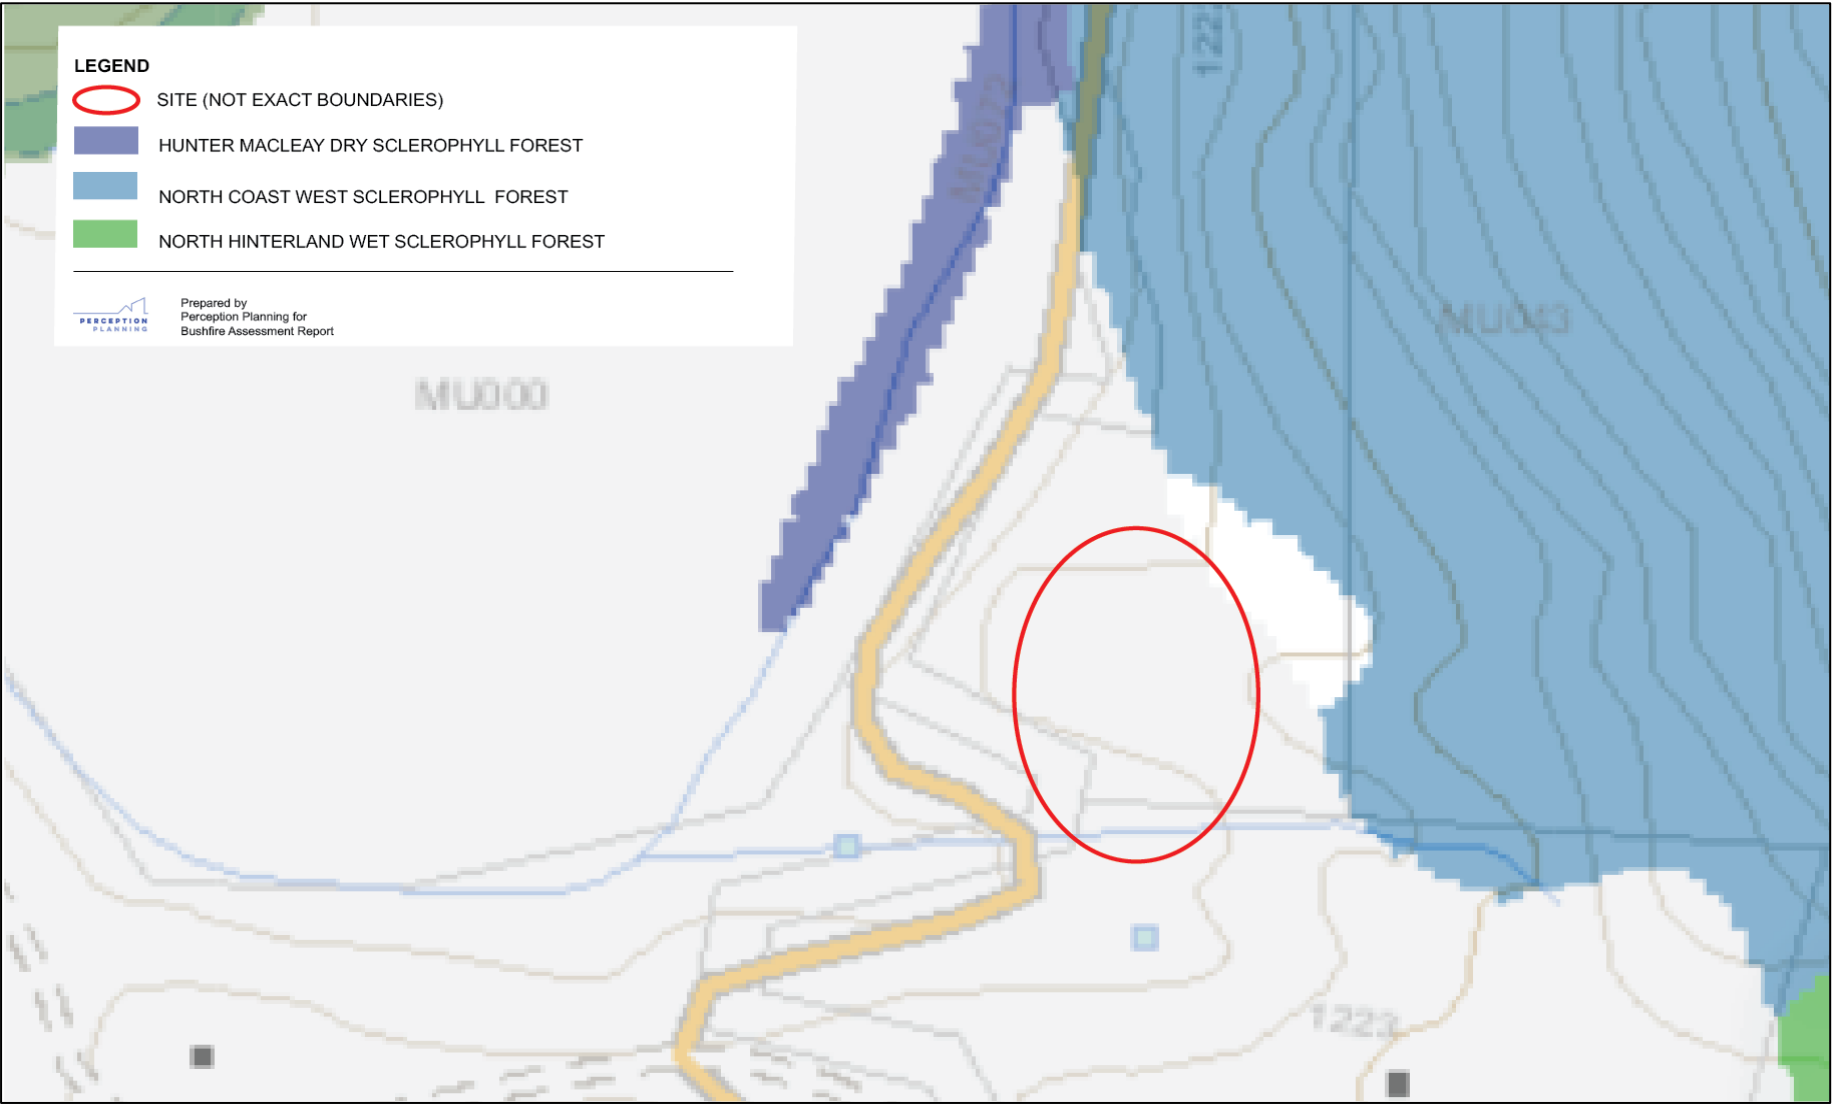 LEGEND
SITE (NOT EXACT BOUNDARIES)
HUNTER MACLEAY DRY SCLEROPHYLL FOREST
NORTH COAST WEST SCLEROPHYLL FOREST
NORTH HINTERLAND WET SCLEROPHYLL FOREST
PERCEPTION
PLANNING
Prepared by
Perception Planning for
Bushfire Assessment Report
MU072
MU043
MU000
1223